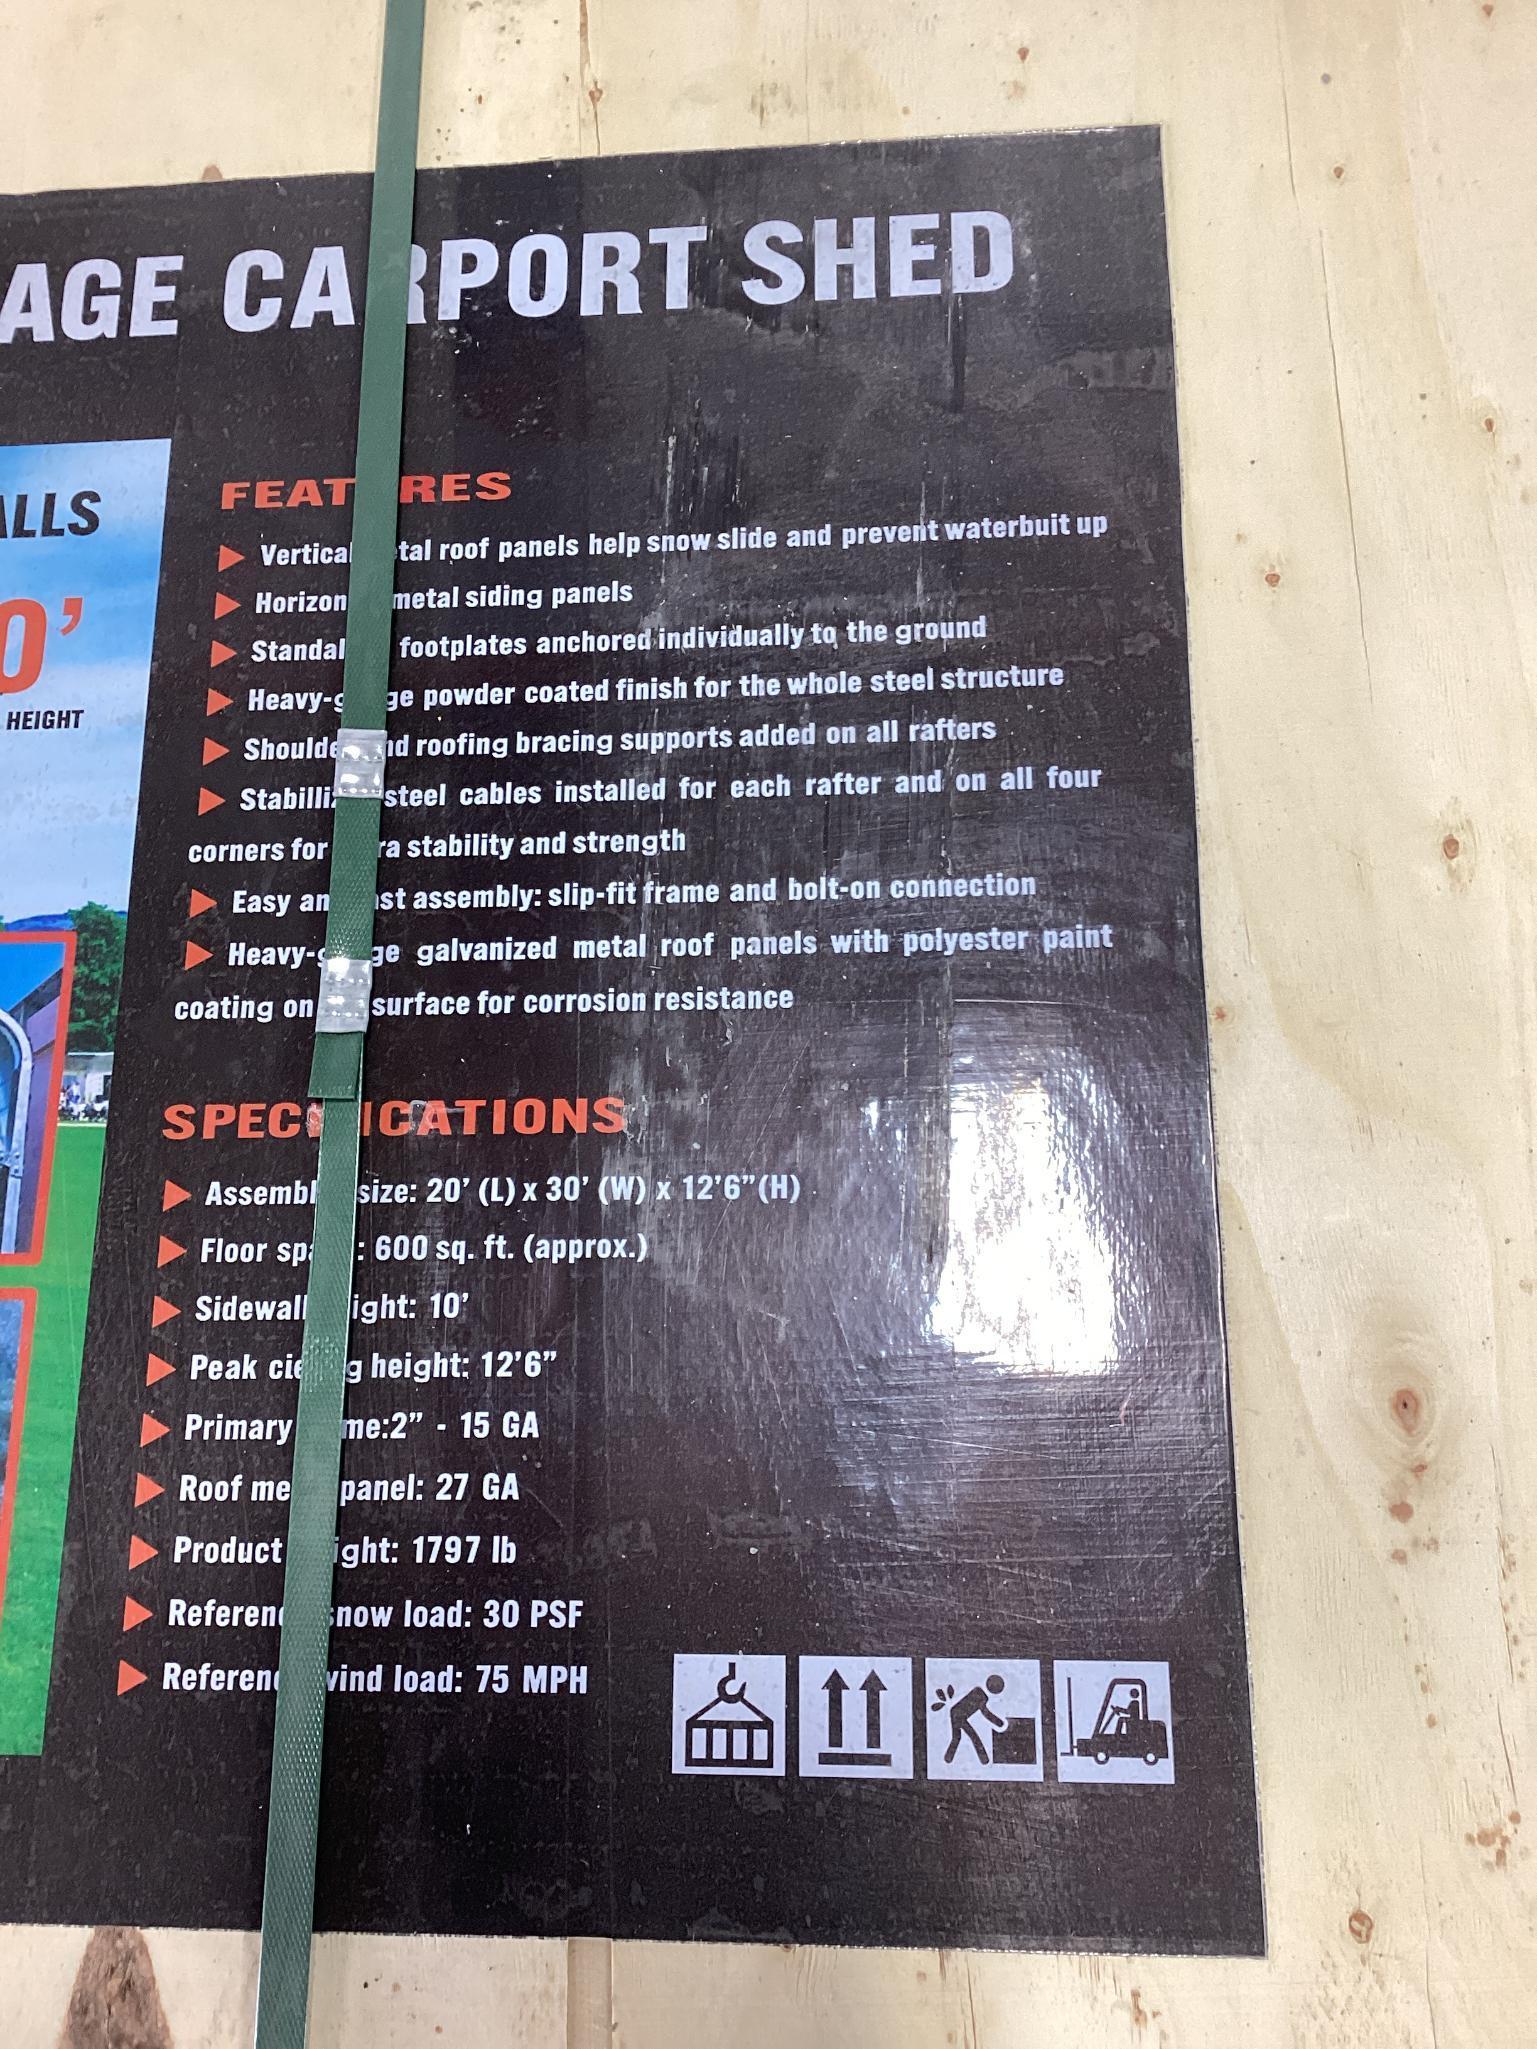 AGE CARPORT SHED
ALLS
0'
HEIGHT
FEAT RES
Vertical tal roof panels help snow slide and prevent waterbuit up
Horizon metal siding panels
Standal footplates anchored individually to the ground
Heavy-g ge powder coated finish for the whole steel structure
Shoulde nd roofing bracing supports added on all rafters
Stabilli steel cables installed for each rafter and on all four
corners for ra stability and strength
Easy an st assembly: slip-fit frame and bolt-on connection
Heavy-g ge galvanized metal roof panels with polyester paint
coating on surface for corrosion resistance
SPEC ICATIONS
Assembl size: 20' (L) x 30' (W) x 12'6"(H)
Floor spa : 600 sq. ft. (approx.)
Sidewall ight: 10'
Peak cie g height: 12'6"
Primary me:2" - 15 GA
Roof me panel: 27 GA
Product ight: 1797 lb
Referen snow load: 30 PSF
Referen wind load: 75 MPH